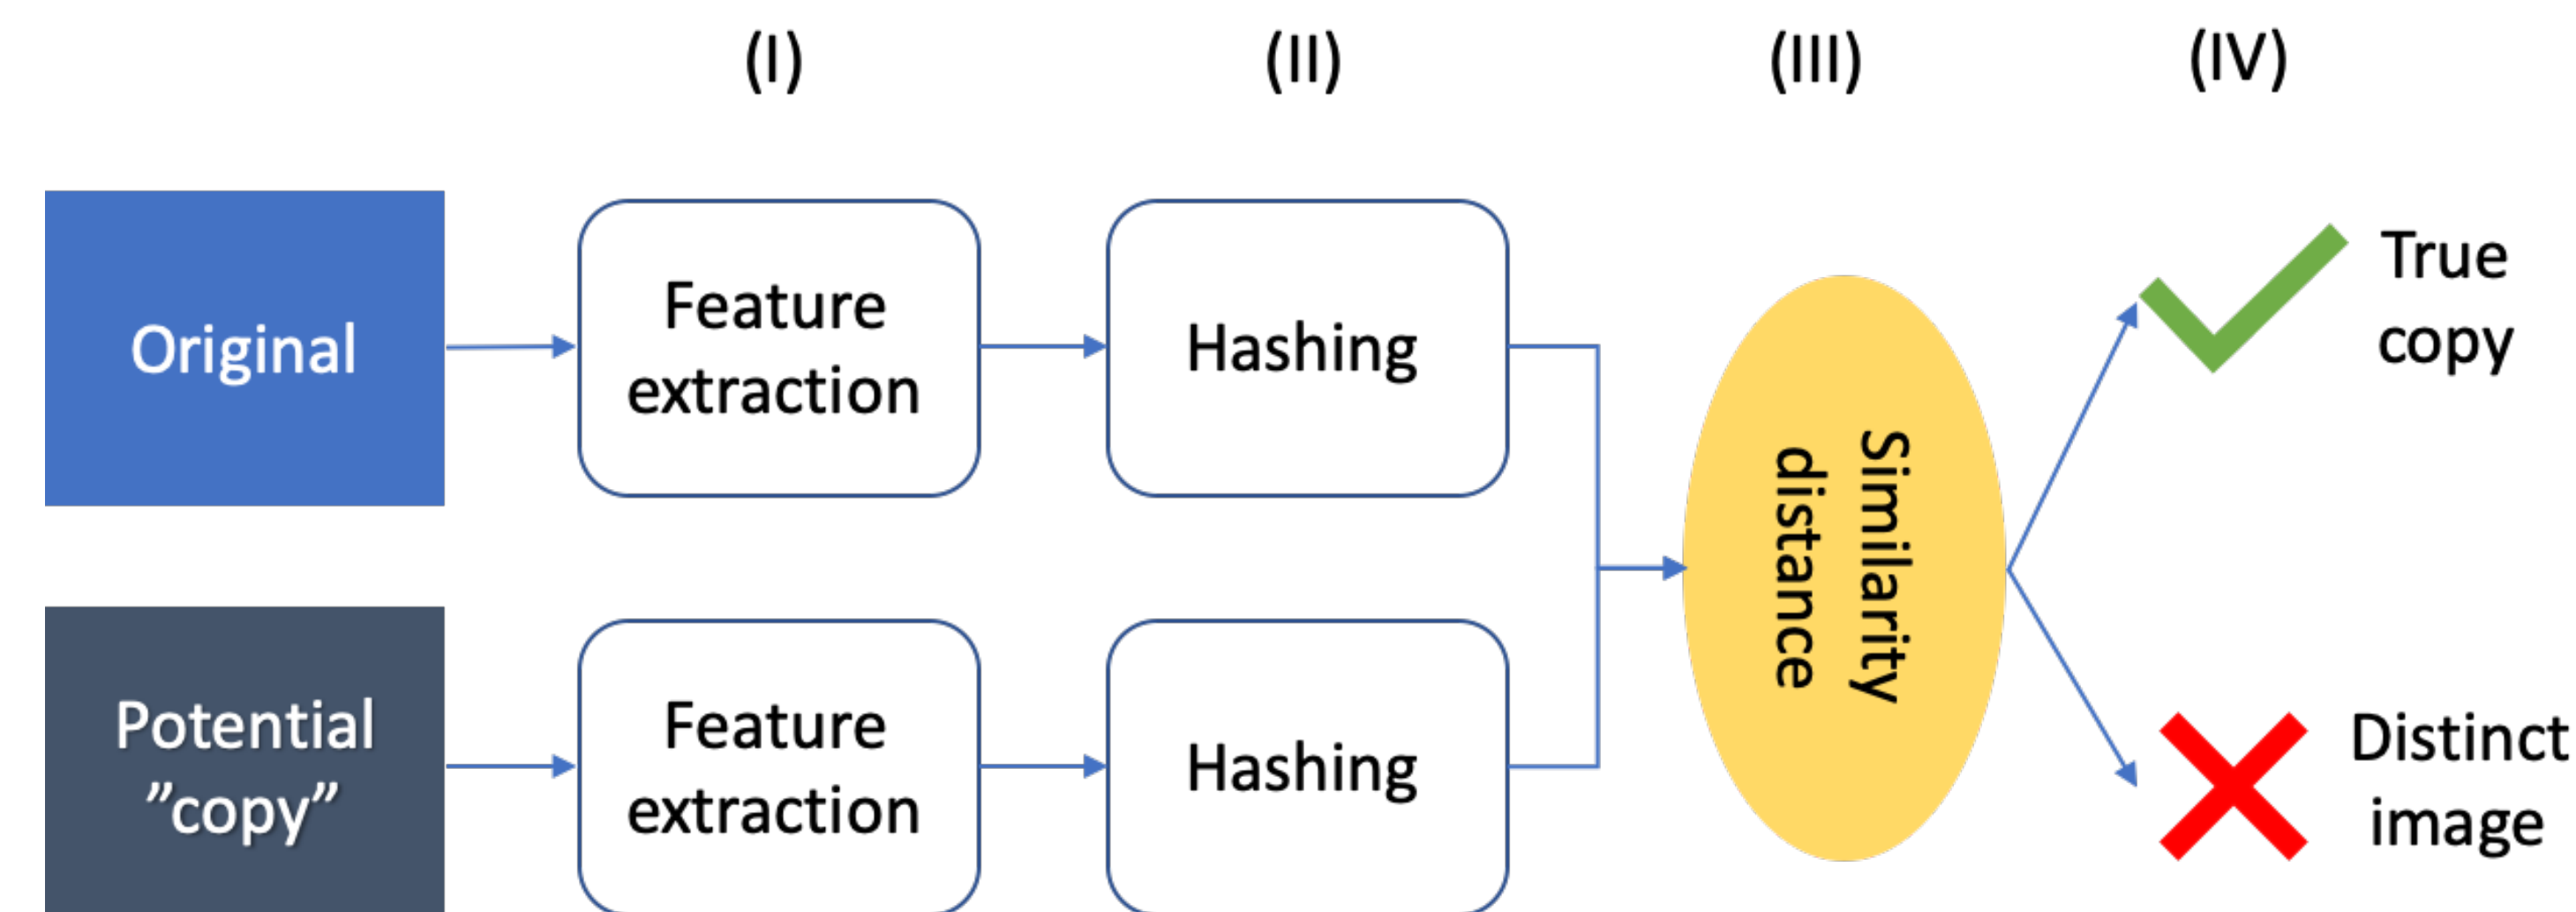 (I)
(II)
(III)
(IV)
Original
Feature
extraction
Hashing
Similarity
distance
True
copy
Potential
”copy”
Feature
extraction
Hashing
Distinct
image